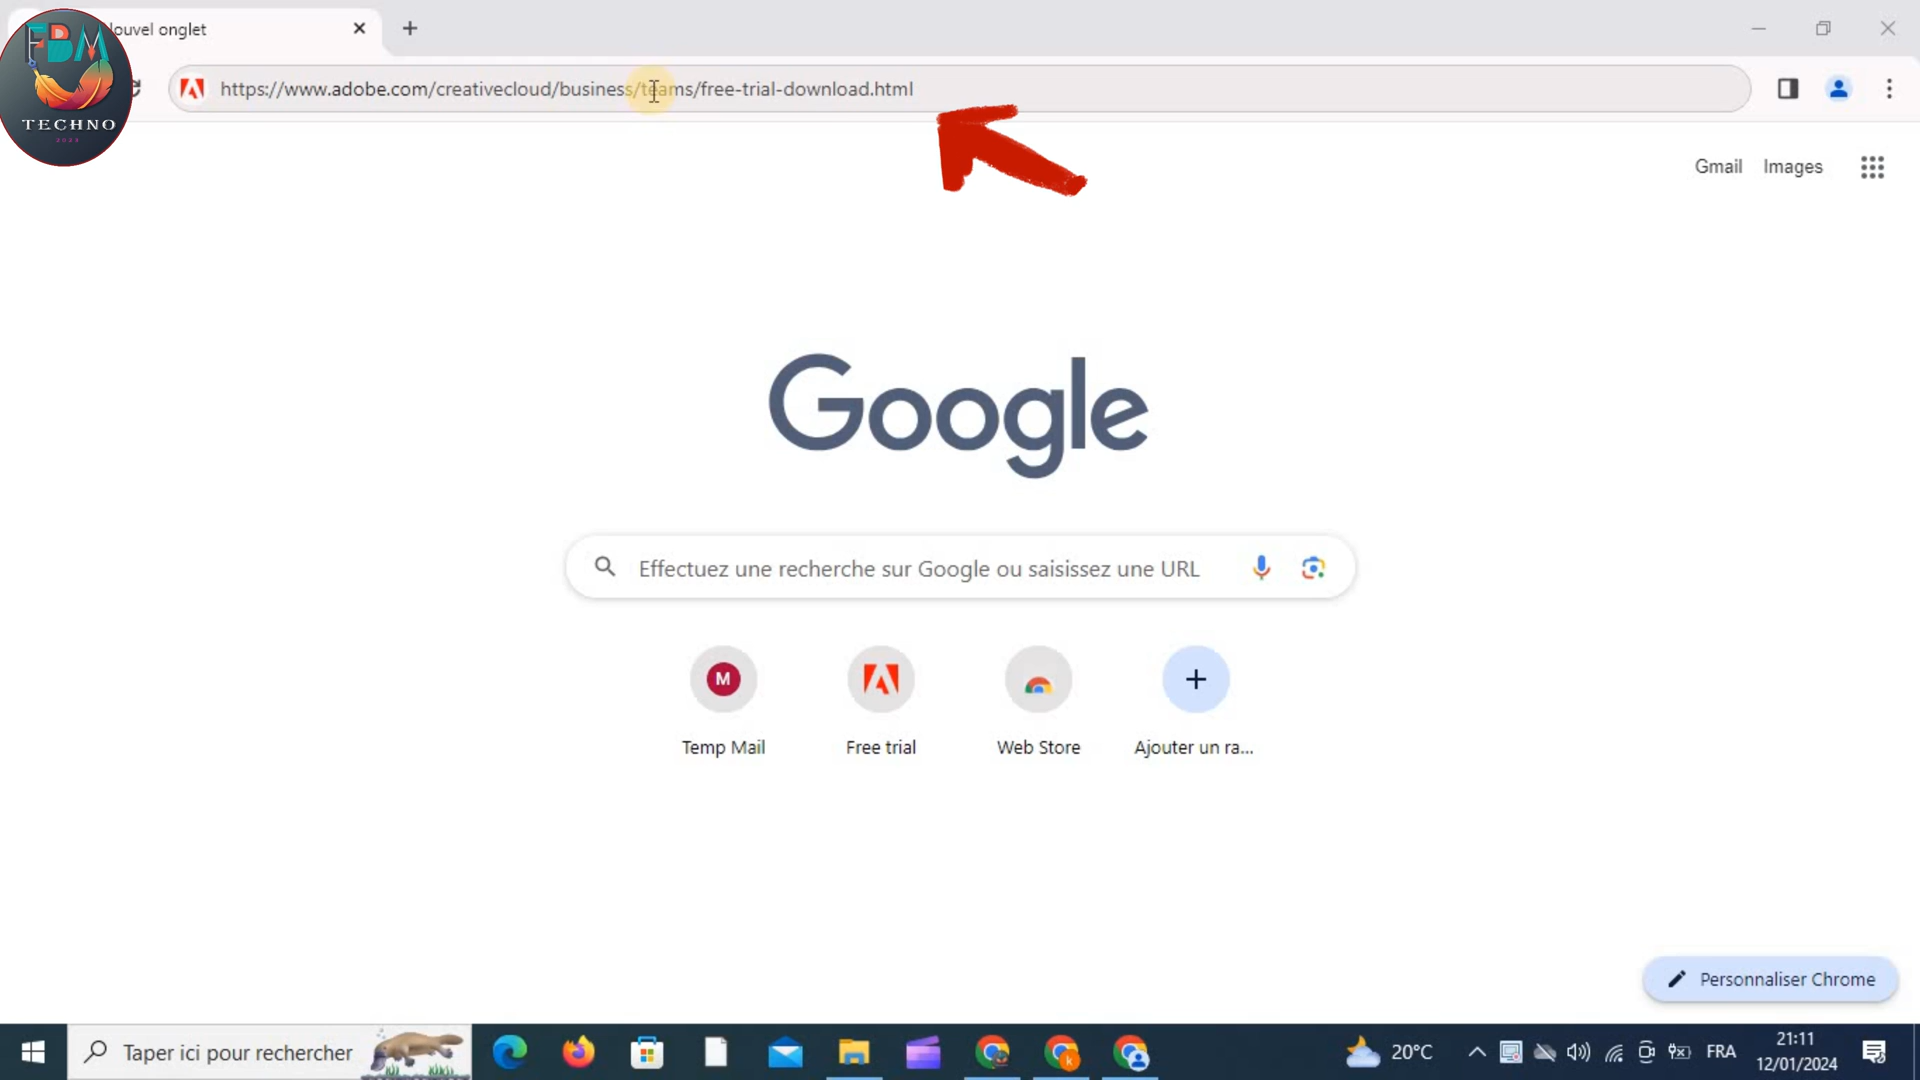 ouvel onglet
FBM
TECHNO
2023
https://www.adobe.com/creativecloud/business/teams/free-trial-download.html
Gmail Images
Google
Effectuez une recherche sur Google ou saisissez une URL
M
Temp Mail Free trial Web Store Ajouter un ra...
Personnaliser Chrome
Taper ici pour rechercher
k
20°C
FRA
21:11
12/01/2024